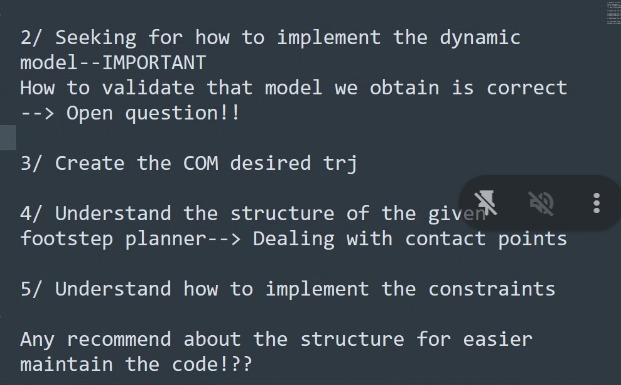 2/ Seeking for how to implement the dynamic
model--IMPORTANT
How to validate that model we obtain is correct
--> Open question!!
3/ Create the COM desired trj
4/ Understand the structure of the given
footstep planner--> Dealing with contact points
5/ Understand how to implement the constraints
Any recommend about the structure for easier
maintain the code!??